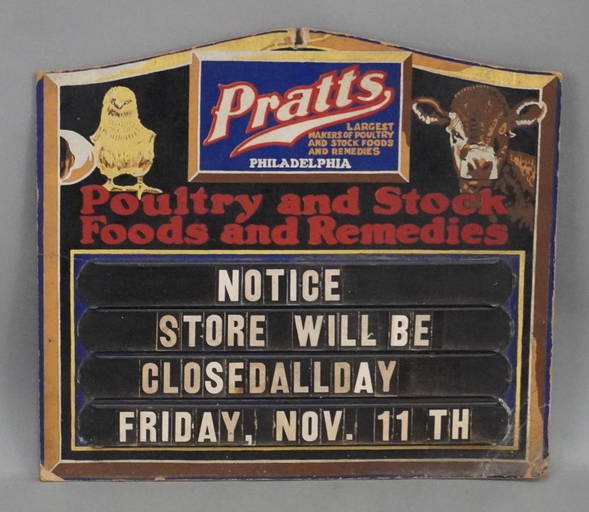 Pratts
LARGEST
MAKERS OF POULTRY
AND STOCK FOODS
AND REMEDIES
PHILADELPHIA
Poultry and Stock
Foods and Remedies
NOTICE
STORE WILL BE
CLOSEDALLDAY
FRIDAY, NOV. 11 TH